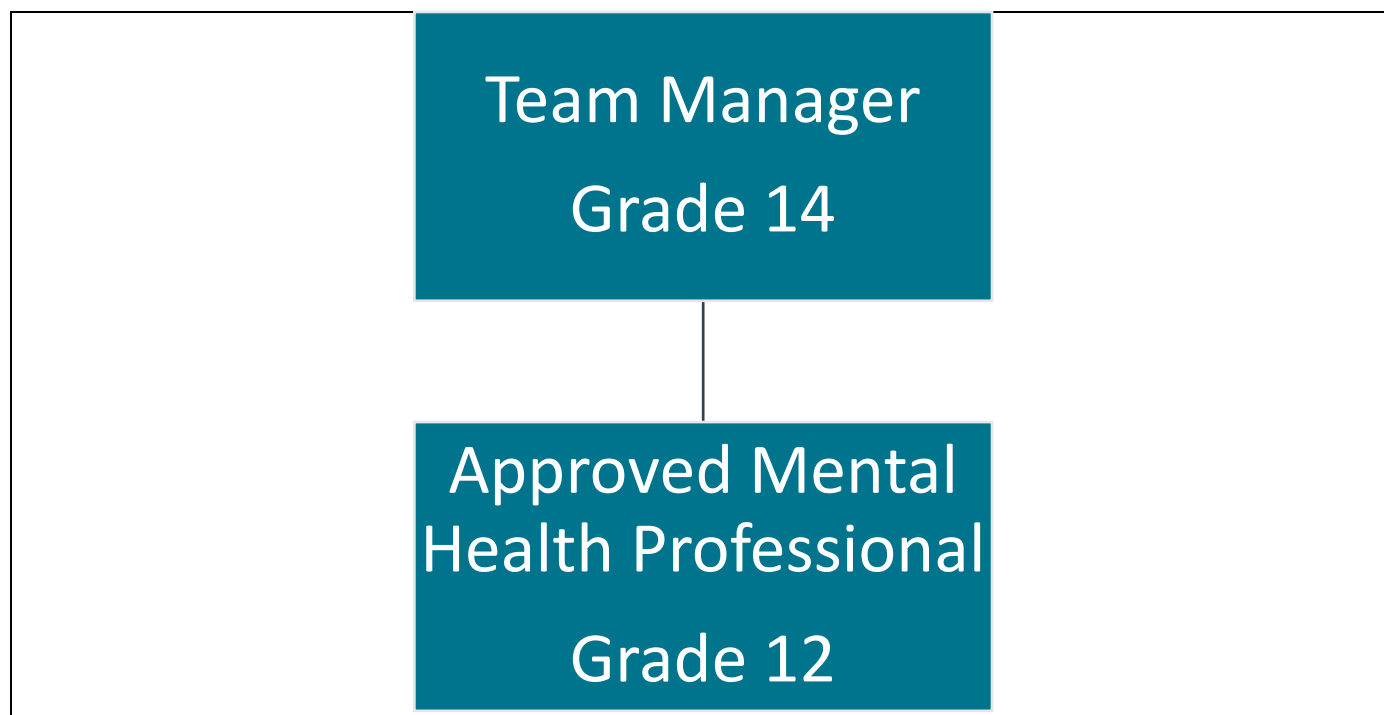 Team Manager
Grade 14
Approved Mental
Health Professional
Grade 12